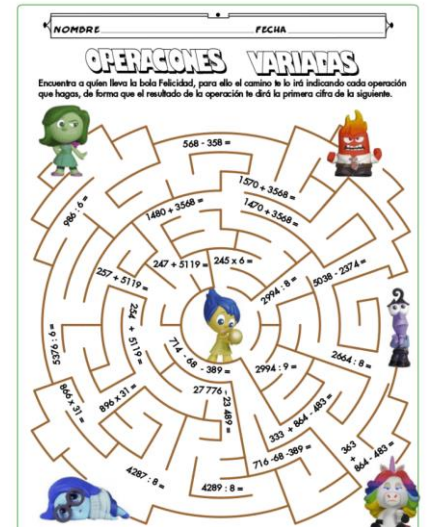 NOMBRE FECHA
OPERACIONES VARIADAS
Encuentra a quien lleva la bola Felicidad, para ello el camino te lo irá indicando cada operación
que hagas, de forma que el resultado de la operación te dirá la primera cifra de la siguiente.
568 - 358 =
1570 + 3568 =
1470 + 3568 =
1480 + 3568 =
986 : 6 =
247 + 5119 =
245 x 6 =
257 + 5119 =
2994 : 8 =
5038 - 2374 =
254 + 5119 =
5376 : 6 =
714 - 68 - 389 =
2994 : 9 =
2664 : 8 =
866 x 31 =
896 x 31 =
27 776 - 23 489 =
333 + 864 - 483 =
363 + 864 - 483 =
716 -68 -389 =
4287 : 8 =
4289 : 8 =